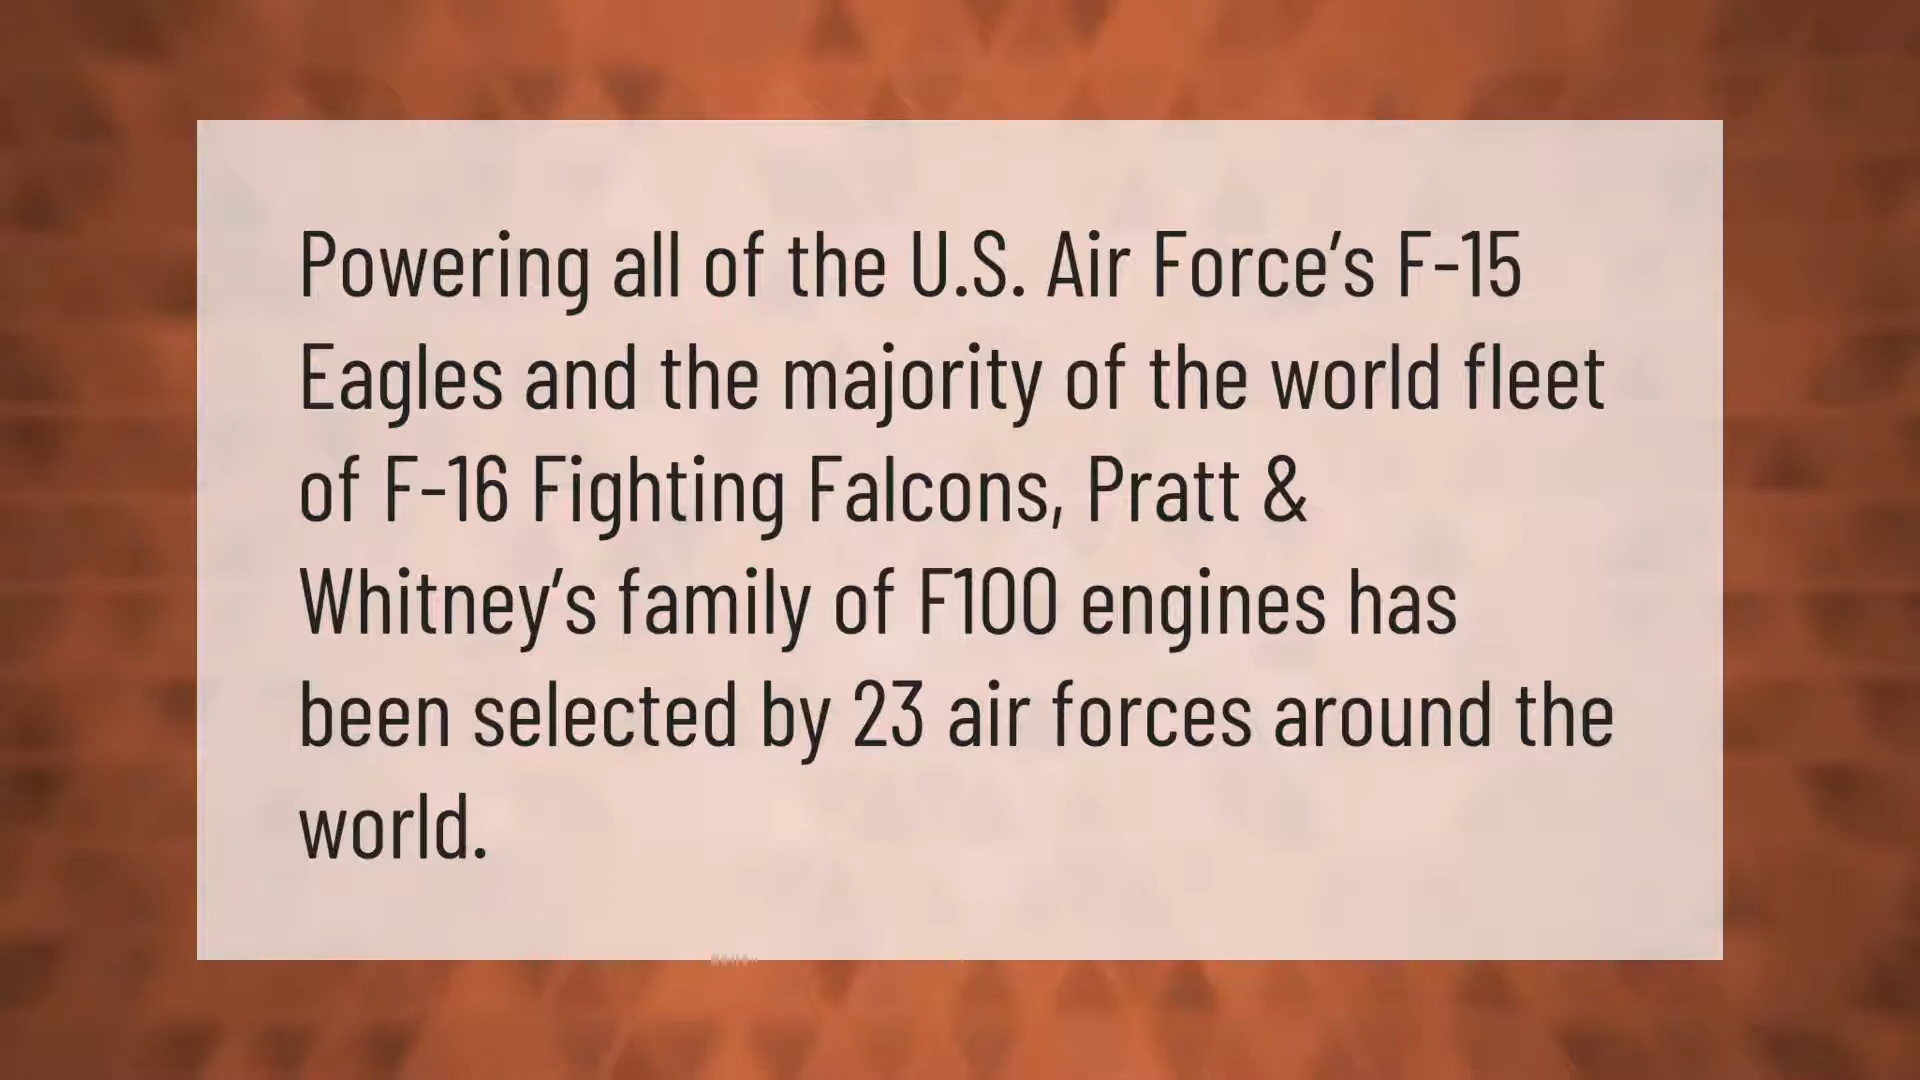 Powering all of the U.S. Air Force’s F-15
Eagles and the majority of the world fleet
of F-16 Fighting Falcons, Pratt &
Whitney’s family of F100 engines has
been selected by 23 air forces around the
world.